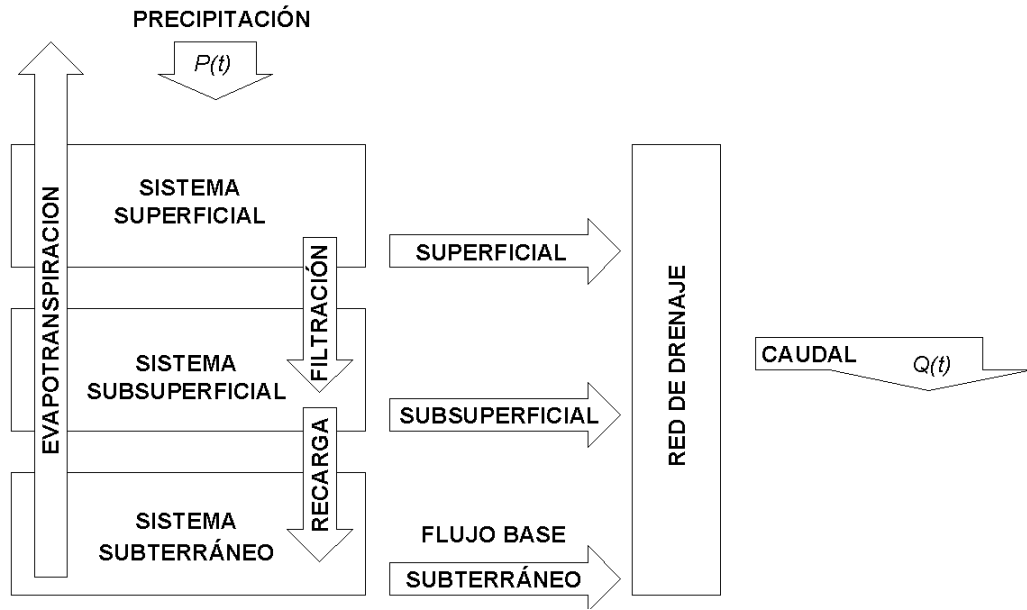 PRECIPITACIÓN
P(t)
EVAPOTRANSPIRACION
SISTEMA
SUPERFICIAL
FILTRACIÓN
SUPERFICIAL
SISTEMA
SUBSUPERFICIAL
RECARGA
SUBSUPERFICIAL
SISTEMA
SUBTERRÁNEO
FLUJO BASE
SUBTERRÁNEO
RED DE DRENAJE
CAUDAL
Q(t)